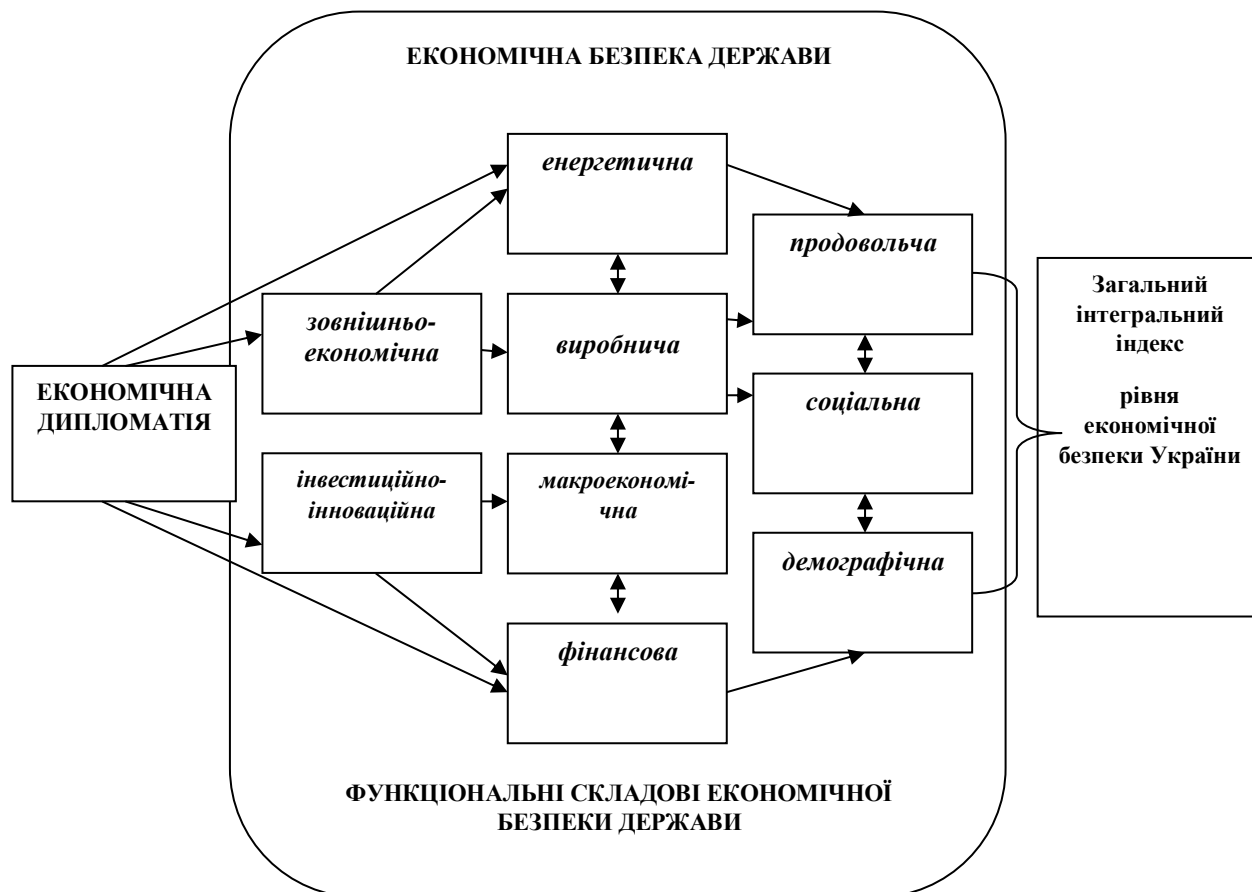 ЕКОНОМІЧНА БЕЗПЕКА ДЕРЖАВИ
енергетична
продовольча
зовнішньо-
економічна
виробнича
Загальний
інтегральний
індекс
рівня
економічної
безпеки України
ЕКОНОМІЧНА
ДИПЛОМАТІЯ
соціальна
інвестиційно-
інноваційна
макроекономі-
чна
демографічна
фінансова
ФУНКЦІОНАЛЬНІ СКЛАДОВІ ЕКОНОМІЧНОЇ
БЕЗПЕКИ ДЕРЖАВИ